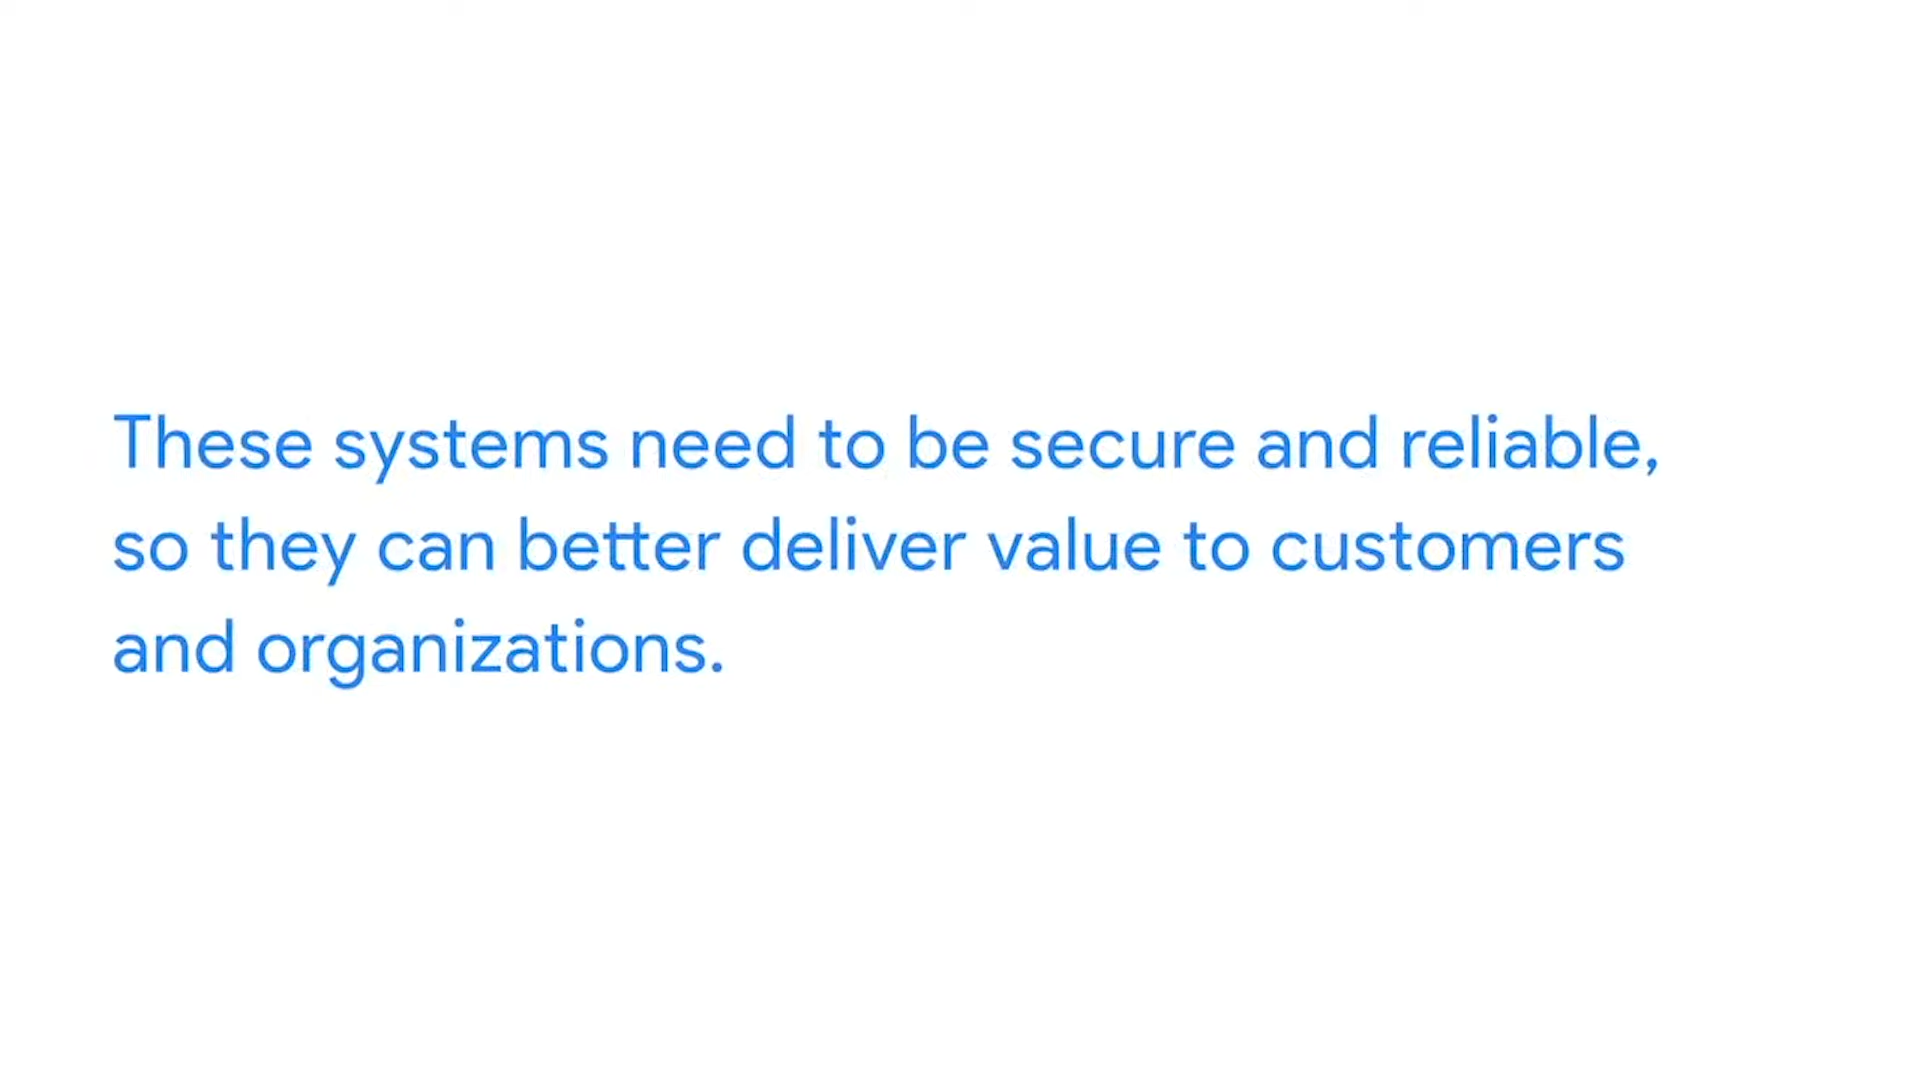 These systems need to be secure and reliable,
so they can better deliver value to customers
and organizations.